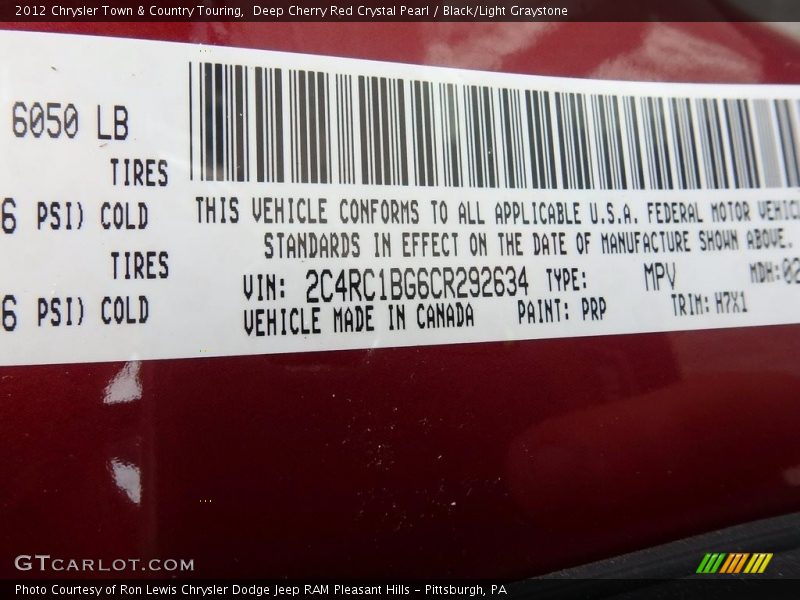 2012 Chrysler Town & Country Touring,  Deep Cherry Red Crystal Pearl / Black/Light Graystone
6050 LB
TIRES
6 PSI) COLD
TIRES
6 PSI) COLD
THIS VEHICLE CONFORMS TO ALL APPLICABLE U.S.A. FEDERAL MOTOR VEHIC
STANDARDS IN EFFECT ON THE DATE OF MANUFACTURE SHOWN ABOVE.
VIN: 2C4RC1BG6CR292634 TYPE: MPV MDH: 02
VEHICLE MADE IN CANADA PAINT: PRP TRIM: H7X1
GTCARLOT.COM
Photo Courtesy of Ron Lewis Chrysler Dodge Jeep RAM Pleasant Hills - Pittsburgh, PA